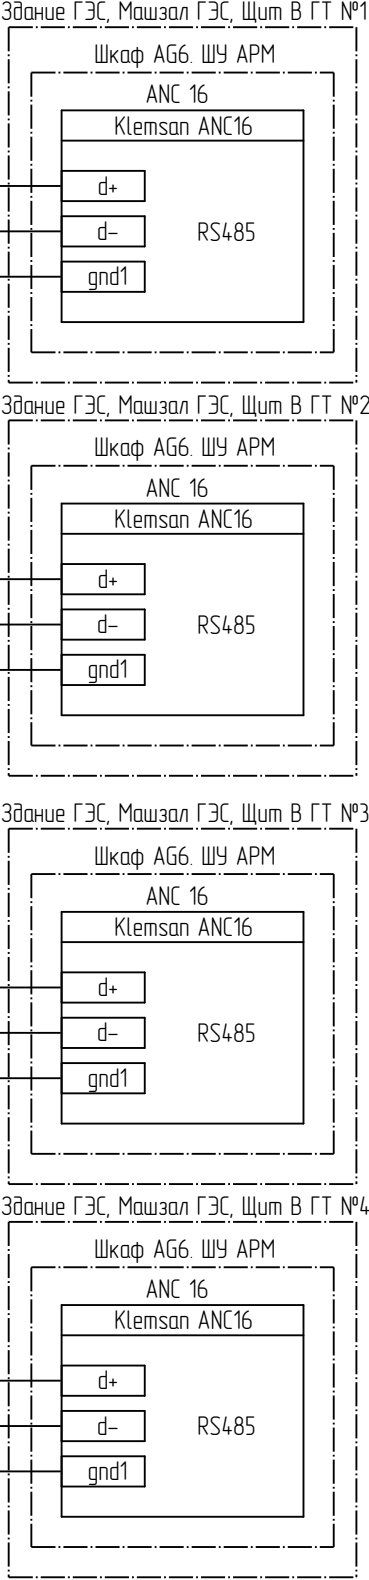 Здание ГЭС, Машзал ГЭС, Щит В ГТ №1
Шкаф AG6. ШУ АРМ
ANC 16
Klemsan ANC16
d+
d-
RS485
gnd1
Здание ГЭС, Машзал ГЭС, Щит В ГТ №2
Шкаф AG6. ШУ АРМ
ANC 16
Klemsan ANC16
d+
d-
RS485
gnd1
Здание ГЭС, Машзал ГЭС, Щит В ГТ №3
Шкаф AG6. ШУ АРМ
ANC 16
Klemsan ANC16
d+
d-
RS485
gnd1
Здание ГЭС, Машзал ГЭС, Щит В ГТ №4
Шкаф AG6. ШУ АРМ
ANC 16
Klemsan ANC16
d+
d-
RS485
gnd1